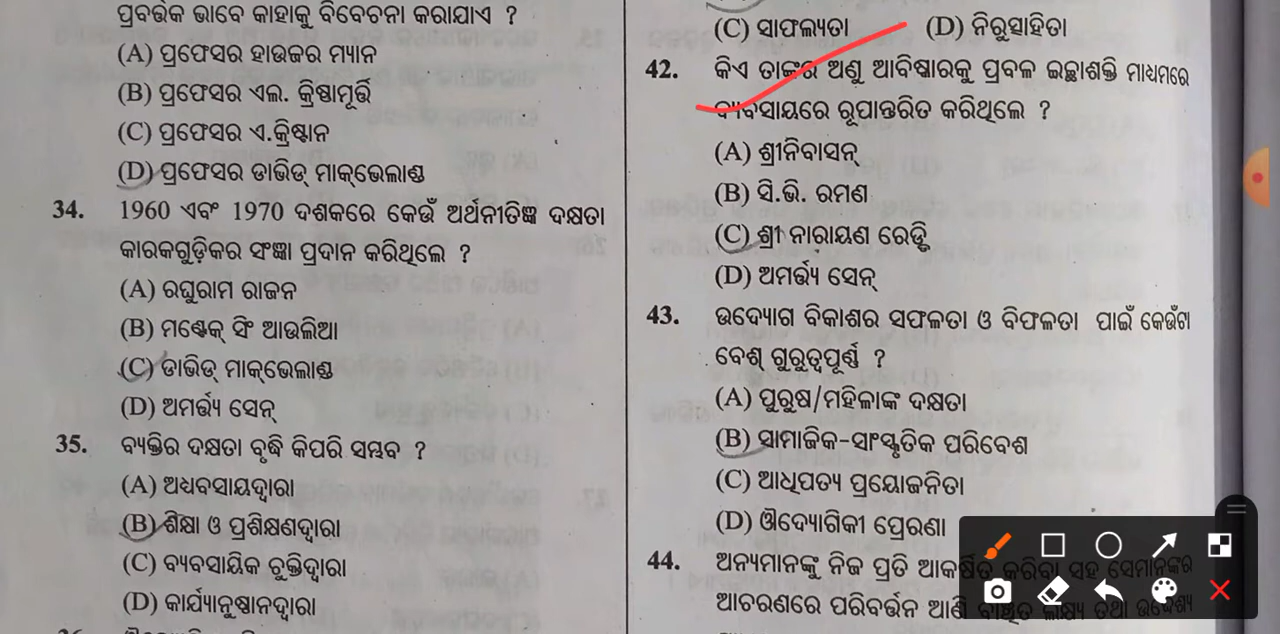 ପ୍ରବର୍ତ୍ତକ ଭାବେ କାହାକୁ ବିବେଚନା କରାଯାଏ ?
(A) ପ୍ରଫେସର ହାଉଜର ମ୍ୟାନ
(B) ପ୍ରଫେସର ଏଲ. କ୍ରିଷ୍ଣାମୂର୍ତ୍ତି
(C) ପ୍ରଫେସର ଏ.କ୍ରିଷ୍ଟାନ
(D) ପ୍ରଫେସର ଡାଭିଡ୍ ମାକ୍‌ଭେଲାଣ୍ଡ
34. 1960 ଏବଂ 1970 ଦଶକରେ କେଉଁ ଅର୍ଥନୀତିଜ୍ଞ ଦକ୍ଷତା
କାରକଗୁଡ଼ିକର ସଂଜ୍ଞା ପ୍ରଦାନ କରିଥିଲେ ?
(A) ରଘୁରାମ ରାଜନ
(B) ମଣ୍ଟେକ୍ ସିଂ ଆଉଲିଆ
(C) ଡାଭିଡ୍ ମାକ୍‌ଭେଲାଣ୍ଡ
(D) ଅମର୍ତ୍ତ୍ୟ ସେନ୍
35. ବ୍ୟକ୍ତିର ଦକ୍ଷତା ବୃଦ୍ଧି କିପରି ସମ୍ଭବ ?
(A) ଅଧ୍ୟବସାୟଦ୍ୱାରା
(B) ଶିକ୍ଷା ଓ ପ୍ରଶିକ୍ଷଣଦ୍ୱାରା
(C) ବ୍ୟବସାୟିକ ଚୁକ୍ତିଦ୍ୱାରା
(D) କାର୍ଯ୍ୟାନୁଷ୍ଠାନଦ୍ୱାରା
(C) ସାଫଲ୍ୟତା (D) ନିରୁତ୍ସାହିତା
42. କିଏ ତାଙ୍କର ଅଣୁ ଆବିଷ୍କାରକୁ ପ୍ରବଳ ଇଚ୍ଛାଶକ୍ତି ମାଧ୍ୟମରେ
ବ୍ୟବସାୟରେ ରୂପାନ୍ତରିତ କରିଥିଲେ ?
(A) ଶ୍ରୀନିବାସନ୍
(B) ସି.ଭି. ରମଣ
(C) ଶ୍ରୀ ନାରାୟଣ ରେଡ୍ଡି
(D) ଅମର୍ତ୍ତ୍ୟ ସେନ୍
43. ଉଦ୍ୟୋଗ ବିକାଶର ସଫଳତା ଓ ବିଫଳତା ପାଇଁ କେଉଁଟା
ବେଶ୍ ଗୁରୁତ୍ୱପୂର୍ଣ୍ଣ ?
(A) ପୁରୁଷ/ମହିଳାଙ୍କ ଦକ୍ଷତା
(B) ସାମାଜିକ-ସାଂସ୍କୃତିକ ପରିବେଶ
(C) ଆଧିପତ୍ୟ ପ୍ରୟୋଜନିତା
(D) ଔଦ୍ୟୋଗିକୀ ପ୍ରେରଣା
44. ଅନ୍ୟମାନଙ୍କୁ ନିଜ ପ୍ରତି ଆକର୍ଷିତ କରିବା ସହ ସେମାନଙ୍କର
ଆଚରଣରେ ପରିବର୍ତ୍ତନ ଆଣି ବାଞ୍ଛିତ ଲକ୍ଷ୍ୟ ତଥା ଉଦ୍ଦେଶ୍ୟ